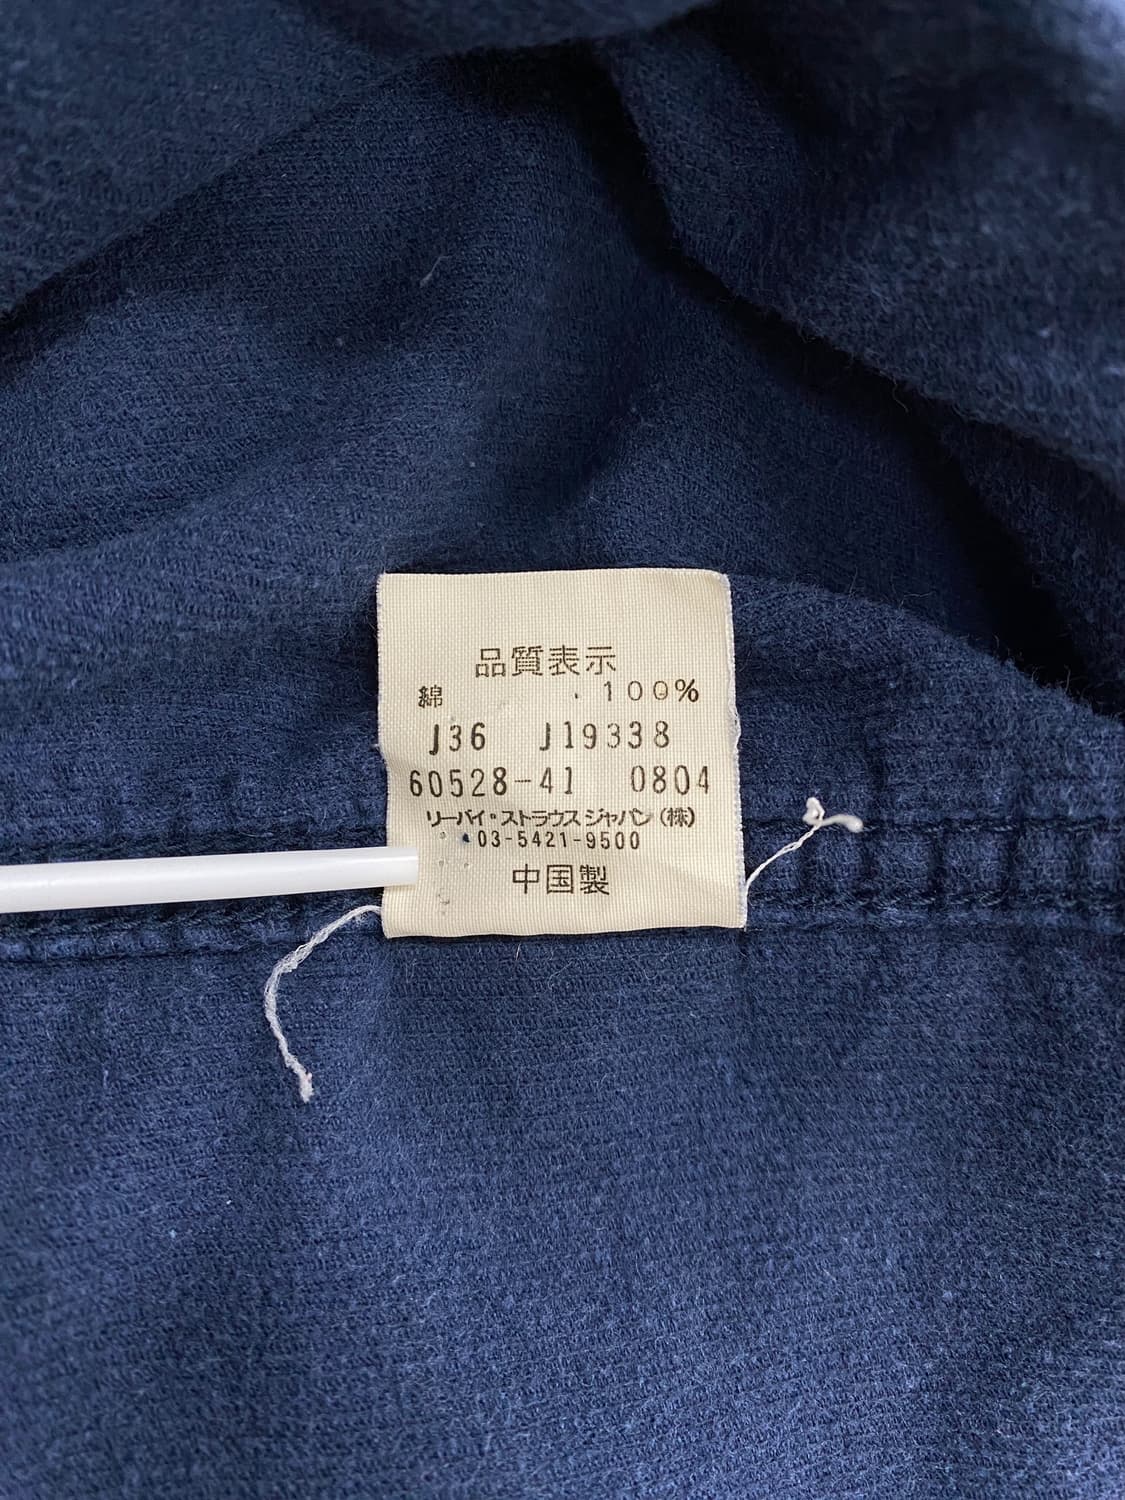 品質表示
綿 100%
J36 J19338
60528-41 0804
リーバイ・ストラウスジャパン(株)
03-5421-9500
中国製